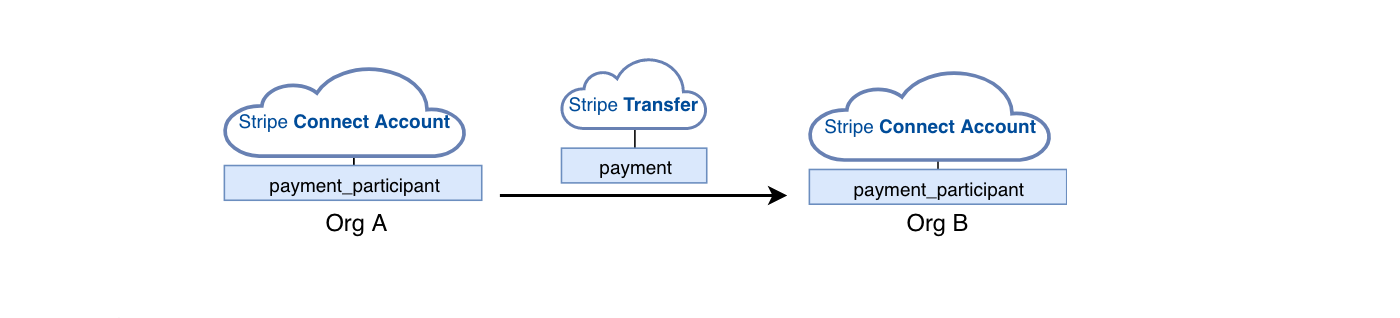 Stripe Connect Account
payment_participant
Org A
Stripe Transfer
payment
Stripe Connect Account
payment_participant
Org B